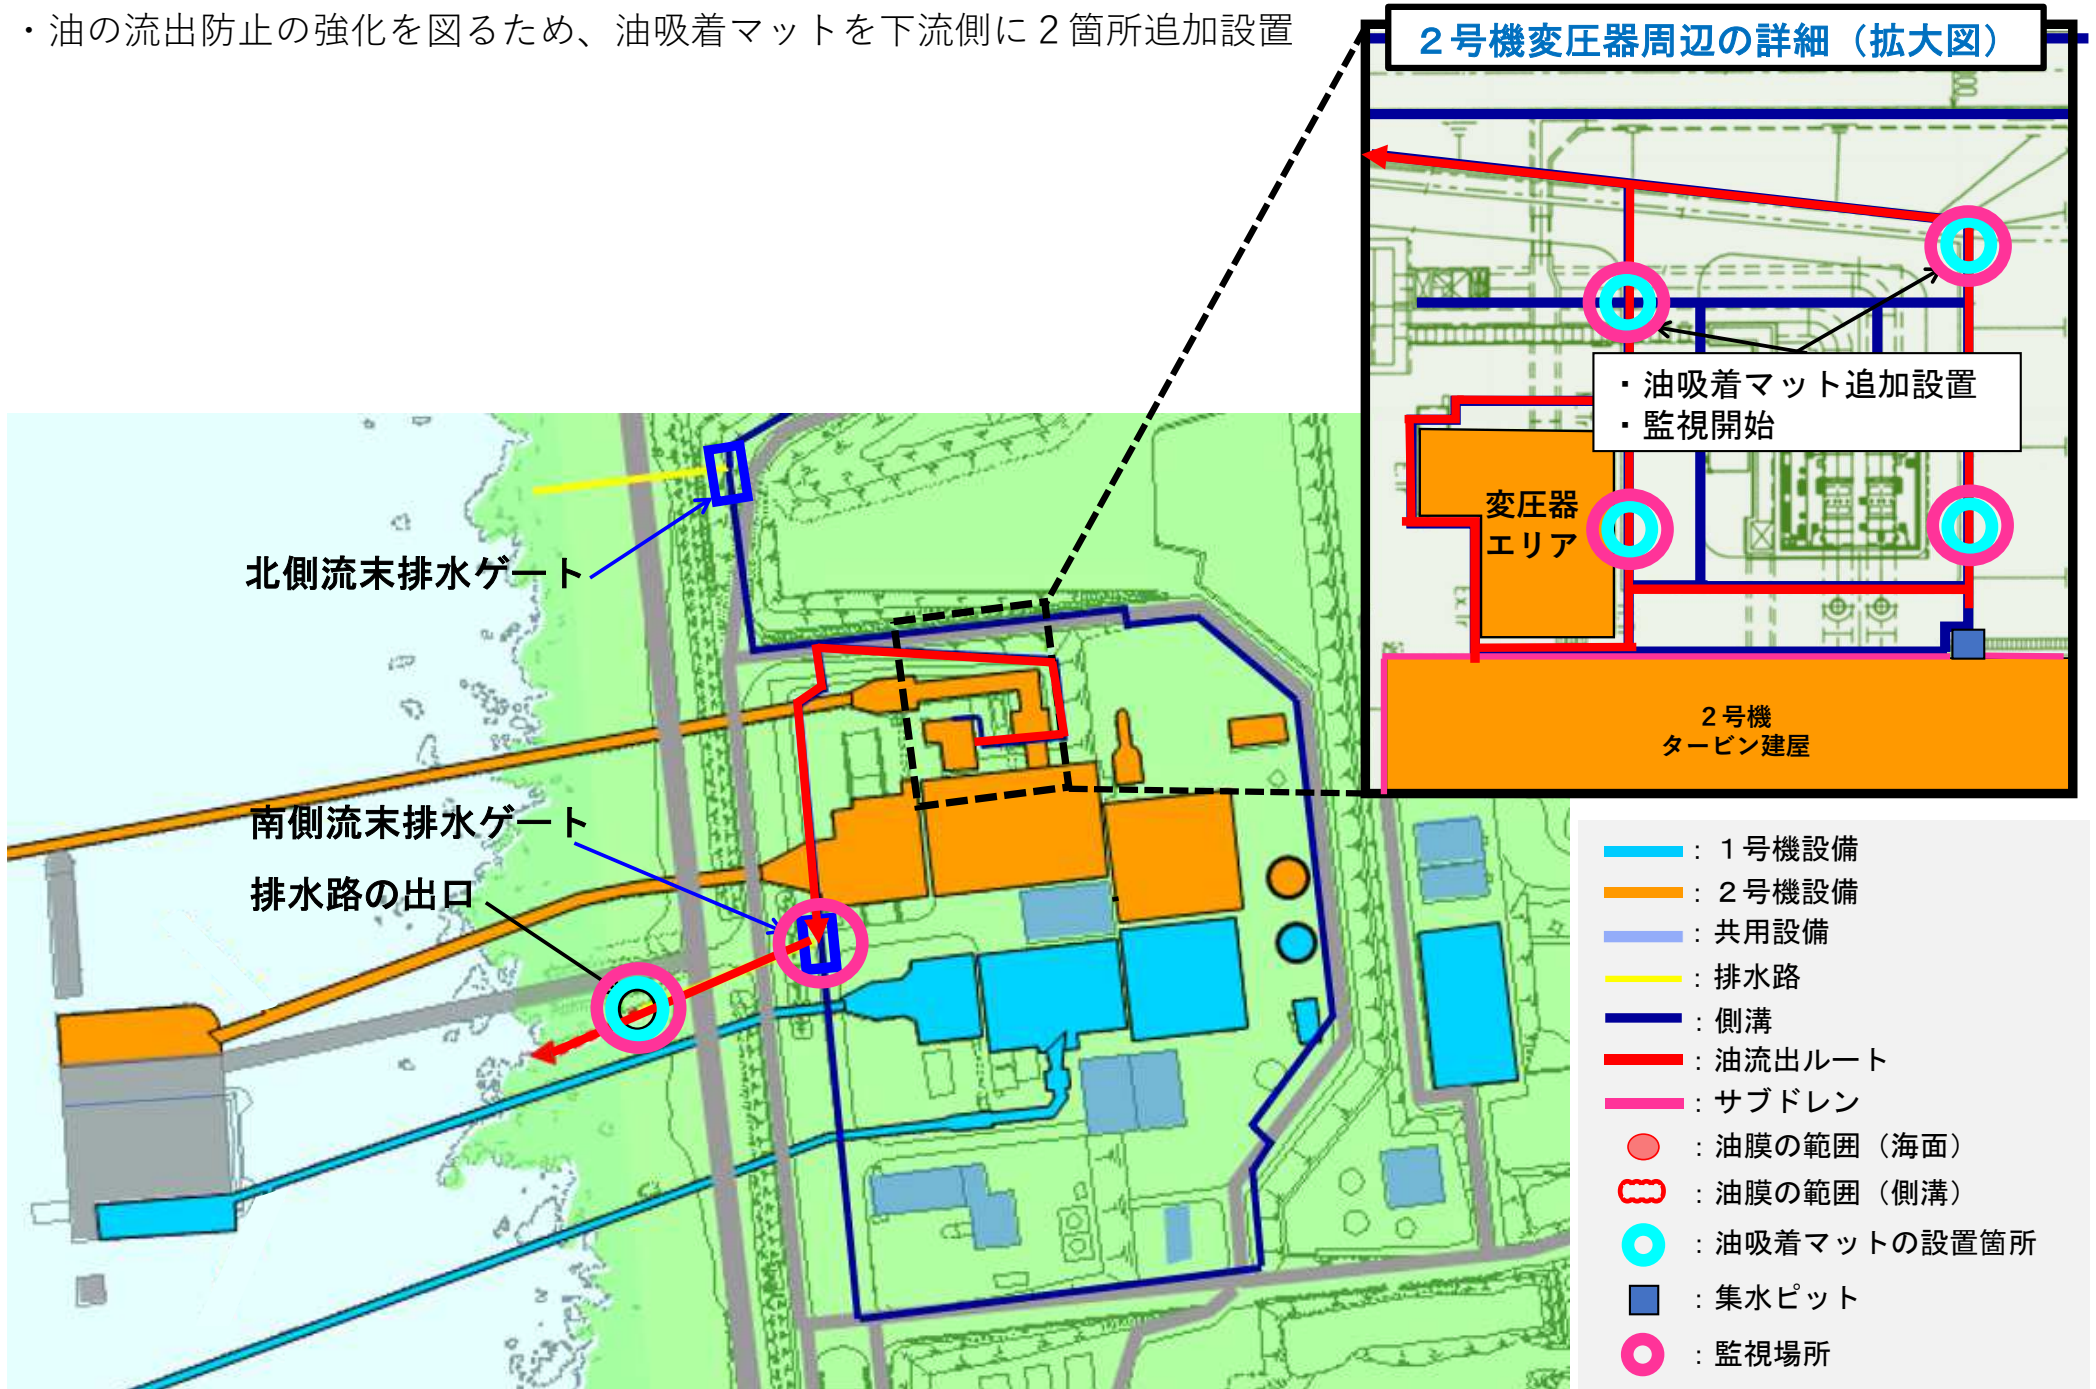 ・油の流出防止の強化を図るため、油吸着マットを下流側に２箇所追加設置
２号機変圧器周辺の詳細（拡大図）
・油吸着マット追加設置
・監視開始
変圧器
エリア
２号機
タービン建屋
北側流末排水ゲート
南側流末排水ゲート
排水路の出口
：１号機設備
：２号機設備
：共用設備
：排水路
：側溝
：油流出ルート
：サブドレン
：油膜の範囲（海面）
：油膜の範囲（側溝）
：油吸着マットの設置箇所
：集水ピット
：監視場所